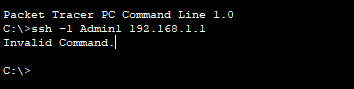 Packet Tracer PC Command Line 1.0
C:\>ssh -l Admin1 192.168.1.1
Invalid Command.
C:\>